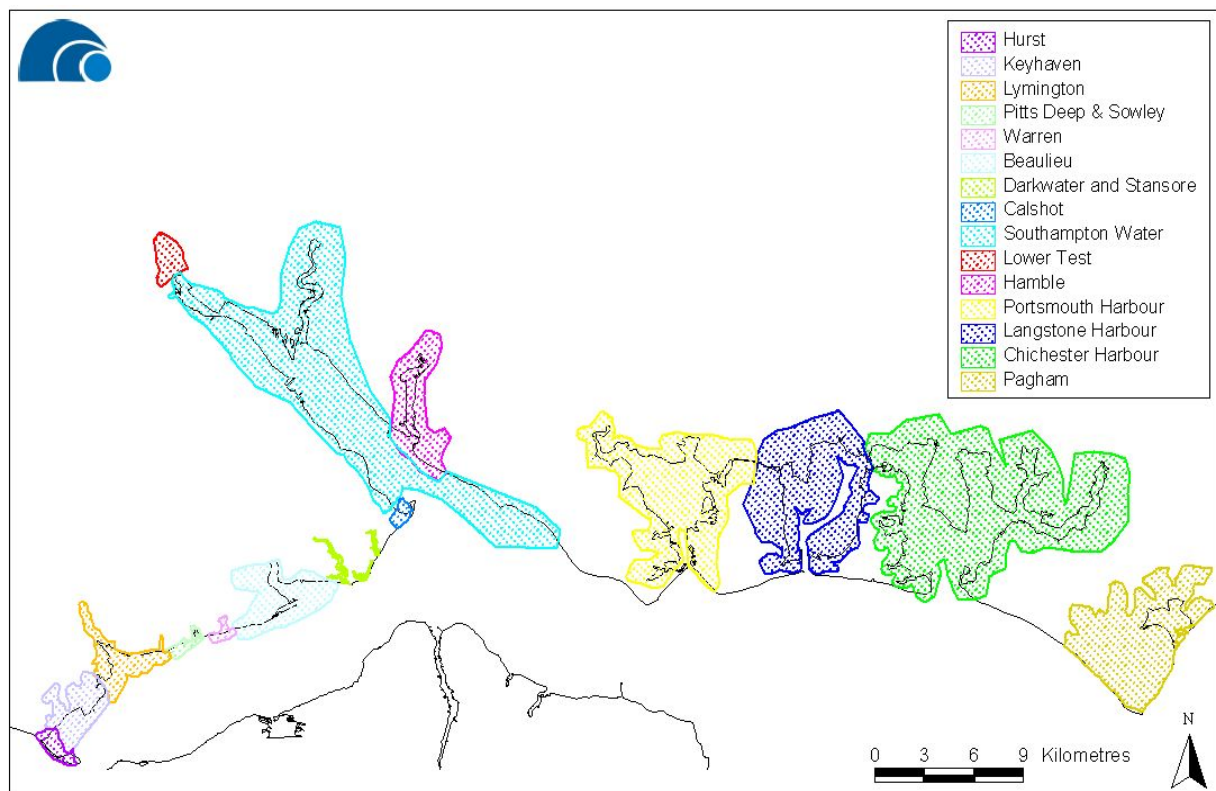 Hurst
Keyhaven
Lymington
Pitts Deep & Sowley
Warren
Beaulieu
Darkwater and Stansore
Calshot
Southampton Water
Lower Test
Hamble
Portsmouth Harbour
Langstone Harbour
Chichester Harbour
Pagham
N
0 3 6 9 Kilometres